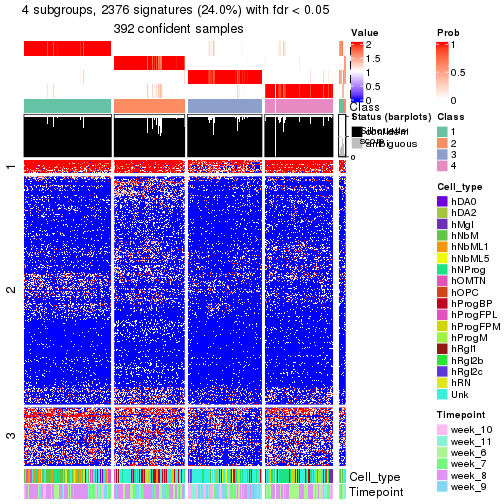 4 subgroups, 2376 signatures (24.0%) with fdr < 0.05
392 confident samples
1
2
3
Class
Cell_type
Timepoint
0
Value
2
1.5
1
0.5
0
Status (barplots)
confident
ambiguous
Silhouette
score
Prob
1
0.5
0
Class
1
2
3
4
Cell_type
hDA0
hDA2
hMgl
hNbM
hNbML1
hNbML5
hNProg
hOMTN
hOPC
hProgBP
hProgFPL
hProgFPM
hProgM
hRgl1
hRgl2b
hRgl2c
hRN
Unk
Timepoint
week_10
week_11
week_6
week_7
week_8
week_9